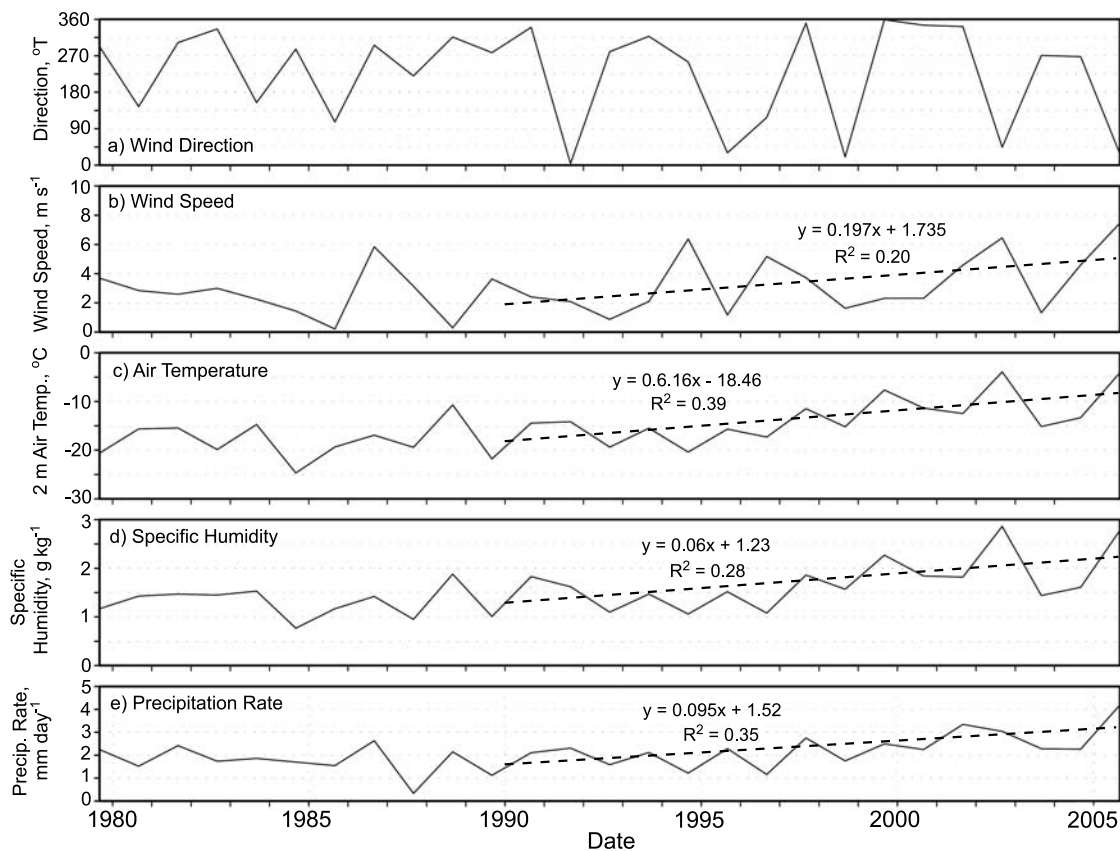 360
270
180
90
0
Direction, °T
a) Wind Direction
10
8
6
4
2
0
Wind Speed, m s⁻¹
b) Wind Speed
y = 0.197x + 1.735
R² = 0.20
0
-10
-20
-30
2 m Air Temp., °C
c) Air Temperature
y = 0.6.16x - 18.46
R² = 0.39
3
2
1
0
Specific
Humidity, g kg⁻¹
d) Specific Humidity
y = 0.06x + 1.23
R² = 0.28
5
4
3
2
1
0
Precip. Rate,
mm day⁻¹
e) Precipitation Rate
y = 0.095x + 1.52
R² = 0.35
1980 1985 1990 1995 2000 2005
Date